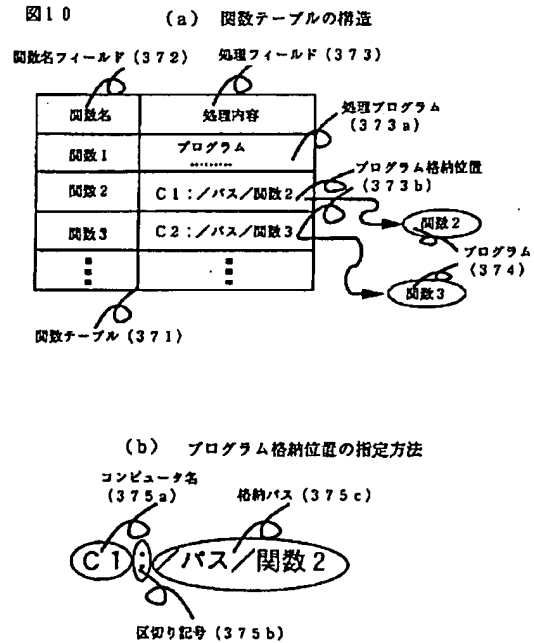 図10
(a) 関数テーブルの構造
関数名フィールド(372)
処理フィールド(373)
関数名
処理内容
処理プログラム
(373a)
関数1
プログラム
………
プログラム格納位置
(373b)
関数2
C1:/パス/関数2
関数2
関数3
C2:/パス/関数3
プログラム
(374)
関数3
関数テーブル(371)
(b) プログラム格納位置の指定方法
コンピュータ名
(375a)
格納パス(375c)
C1:/パス/関数2
区切り記号(375b)